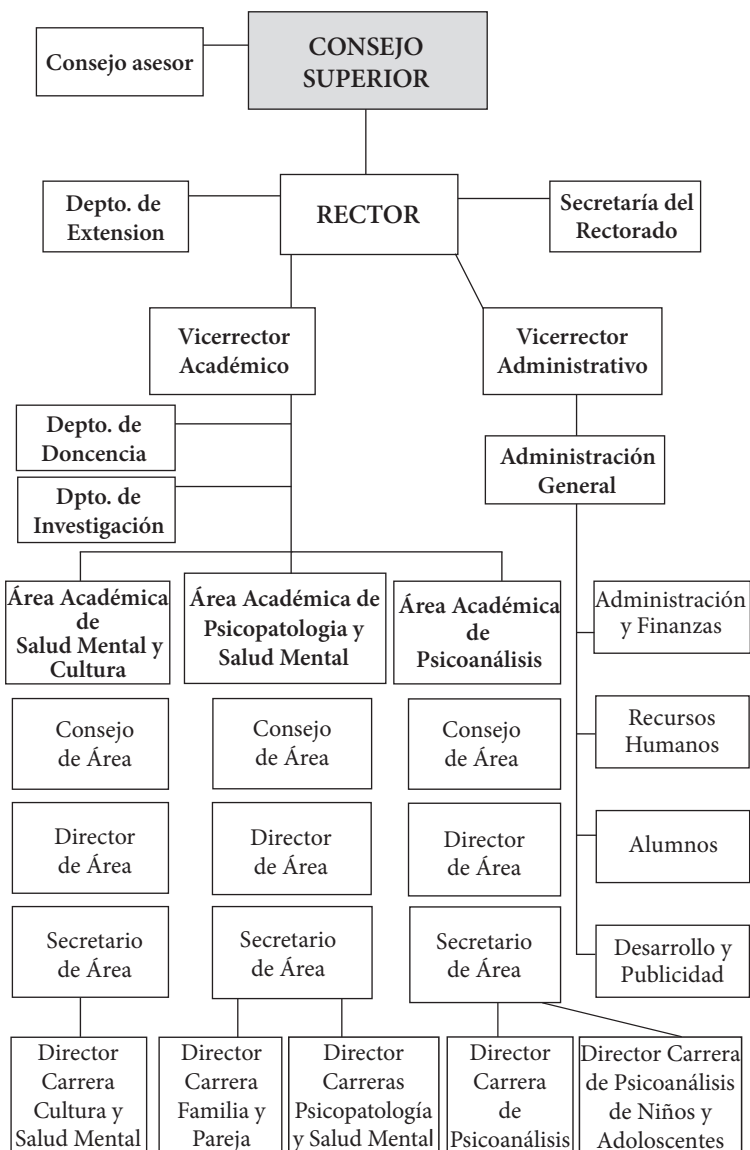 Consejo asesor
CONSEJO
SUPERIOR
Depto. de
Extension
RECTOR
Secretaría del
Rectorado
Vicerrector
Académico
Vicerrector
Administrativo
Depto. de
Doncencia
Administración
General
Dpto. de
Investigación
Área Académica
de
Salud Mental y
Cultura
Área Académica de
Psicopatologia y
Salud Mental
Área Académica
de
Psicoanálisis
Administración
y Finanzas
Consejo
de Área
Consejo
de Área
Consejo
de Área
Recursos
Humanos
Director
de Área
Director
de Área
Director
de Área
Alumnos
Secretario
de Área
Secretario
de Área
Secretario
de Área
Desarrollo y
Publicidad
Director
Carrera
Cultura y
Salud Mental
Director
Carrera
Familia y
Pareja
Director
Carreras
Psicopatología
y Salud Mental
Director
Carrera
de
Psicoanálisis
Director Carrera
de Psicoanálisis
de Niños y
Adoloscentes